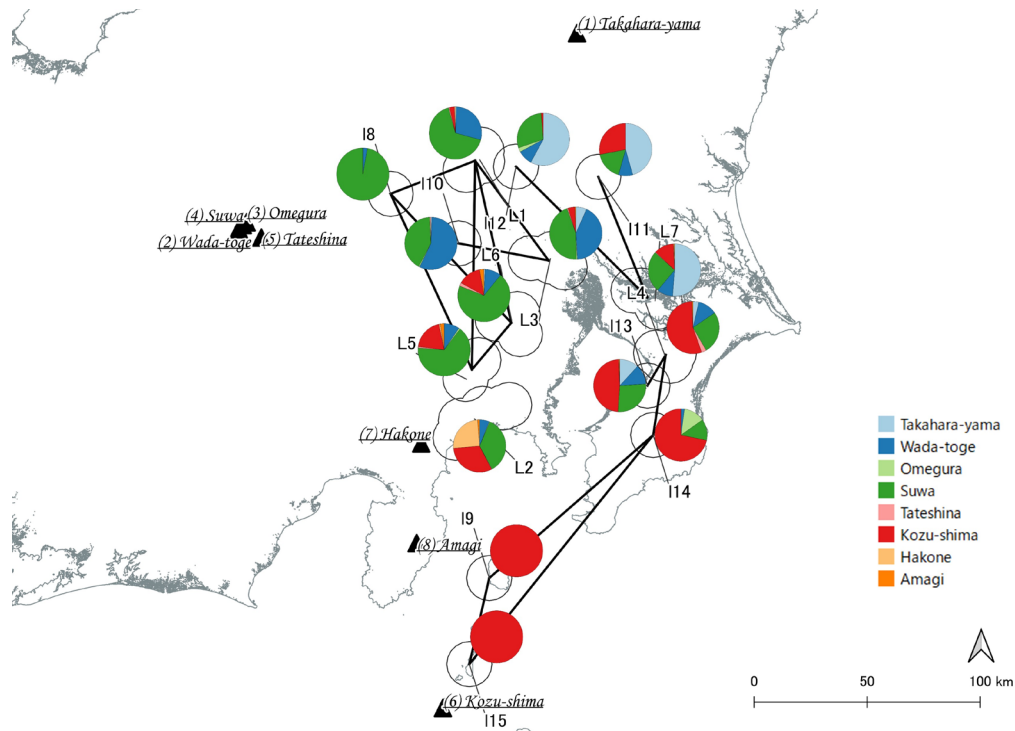 (1) Takahara-yama
I8
I10
L1
I12
L6
I11
L7
(4) Suwa
(3) Omegura
(2) Wada-toge
(5) Tateshina
L4
L3
I13
L5
(7) Hakone
L2
I14
I9
(8) Amagi
(6) Kozu-shima
I15
Takahara-yama
Wada-toge
Omegura
Suwa
Tateshina
Kozu-shima
Hakone
Amagi
0 50 100 km